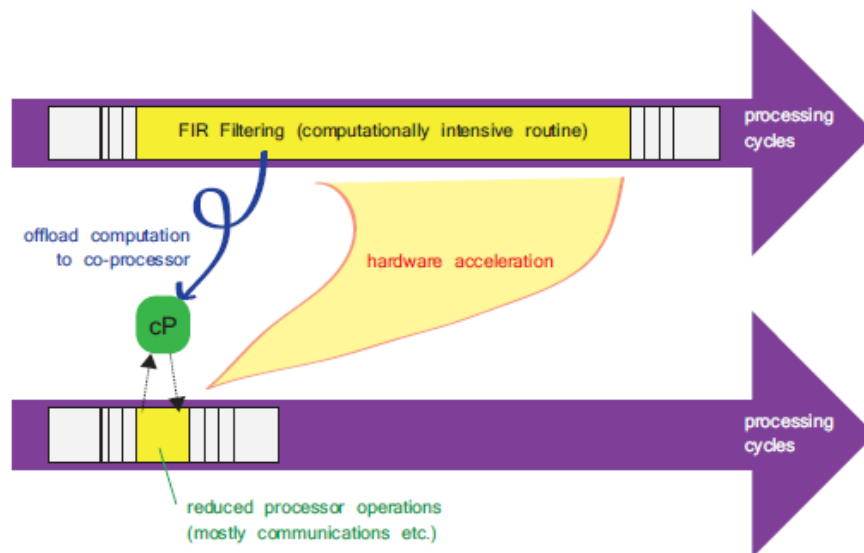 FIR Filtering (computationally intensive routine)
processing
cycles
offload computation
to co-processor
hardware acceleration
cP
processing
cycles
reduced processor operations
(mostly communications etc.)